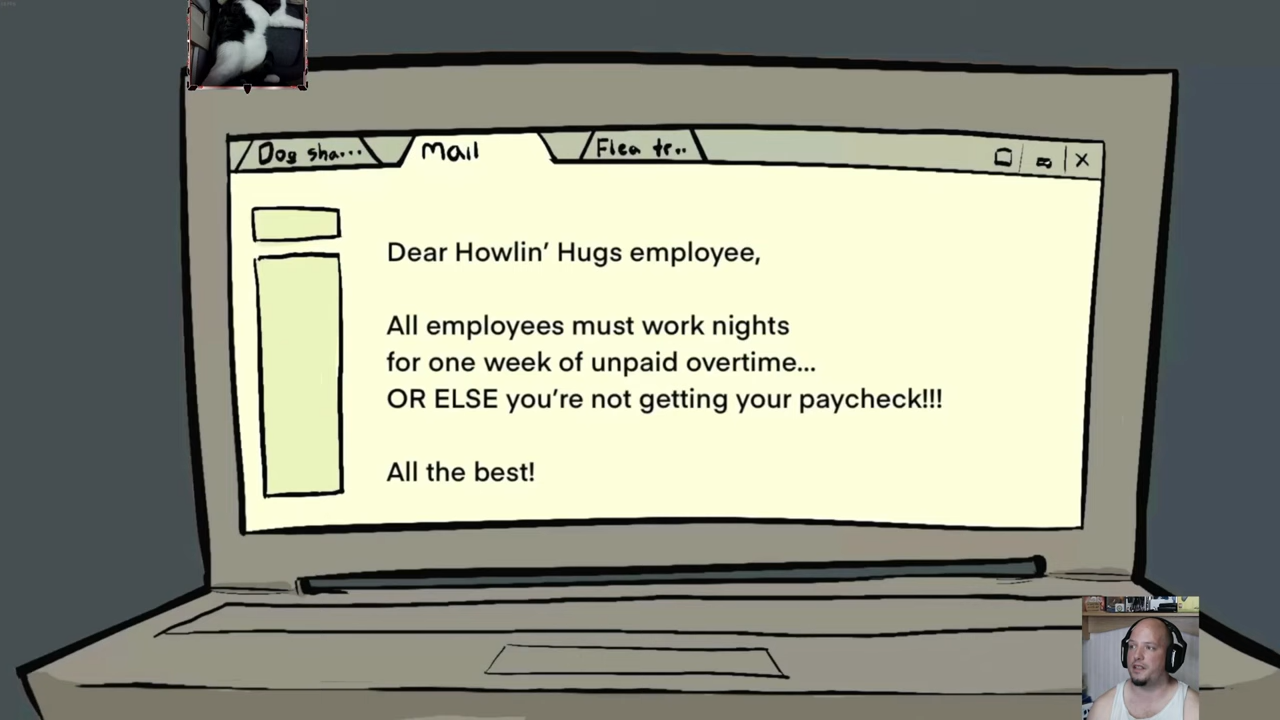 Dog sha...
Mail
Flea tr..
Dear Howlin' Hugs employee,
All employees must work nights
for one week of unpaid overtime...
OR ELSE you're not getting your paycheck!!!
All the best!